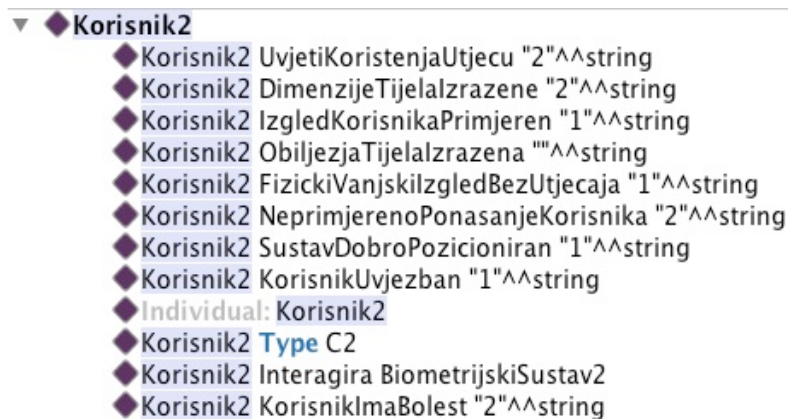 Korisnik2
Korisnik2 UvjetiKoristenjaUtjecu "2"^^string
Korisnik2 DimenzijeTijelaIzrazene "2"^^string
Korisnik2 IzgledKorisnikaPrimjeren "1"^^string
Korisnik2 ObiljezjaTijelaIzrazena ""^^string
Korisnik2 FizickiVanjskiIzgledBezUtjecaja "1"^^string
Korisnik2 NeprimjerenoPonasanjeKorisnika "2"^^string
Korisnik2 SustavDobroPozicioniran "1"^^string
Korisnik2 KorisnikUvjezban "1"^^string
Individual: Korisnik2
Korisnik2 Type C2
Korisnik2 Interagira BiometrijskiSustav2
Korisnik2 KorisnikImaBolest "2"^^string